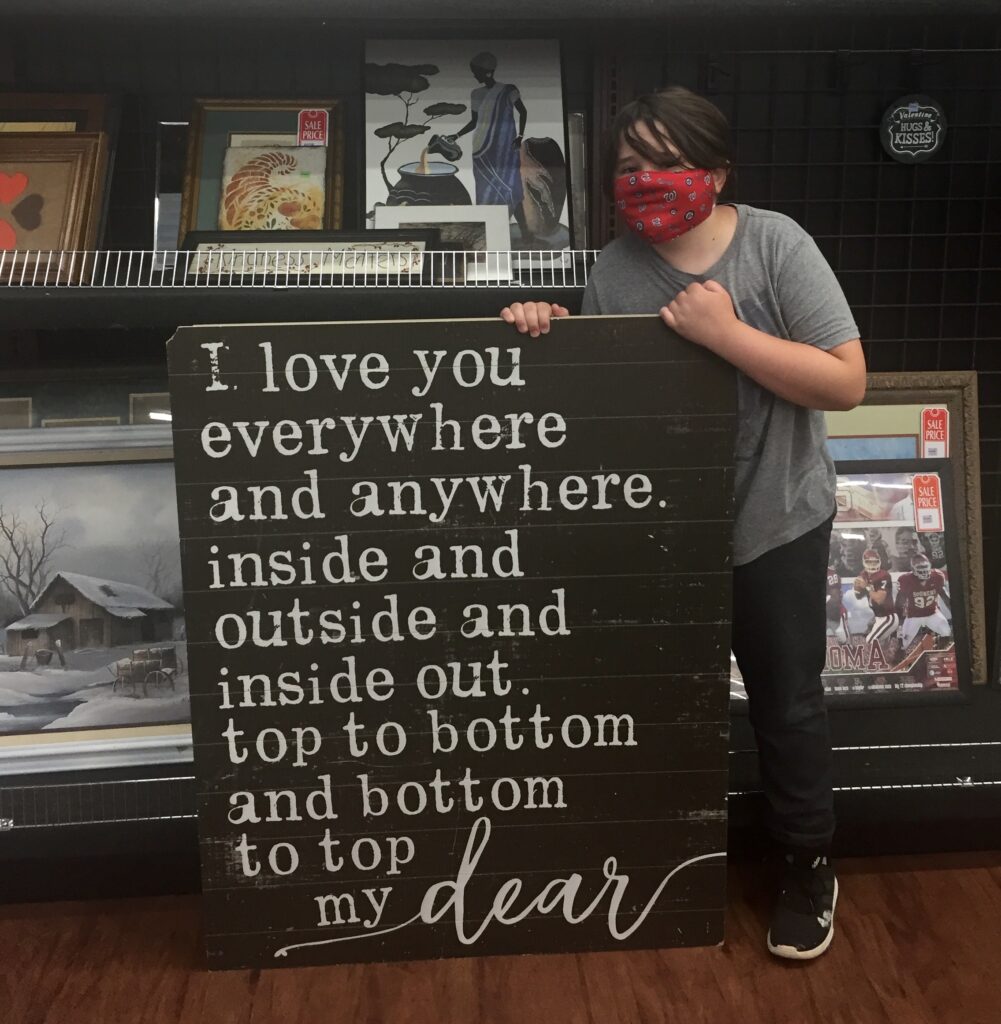 SALE
PRICE
Valentine
HUGS &
KISSES!
I love you
everywhere
and anywhere.
inside and
outside and
inside out.
top to bottom
and bottom
to top
my dear
SALE
PRICE
SALE
PRICE
92